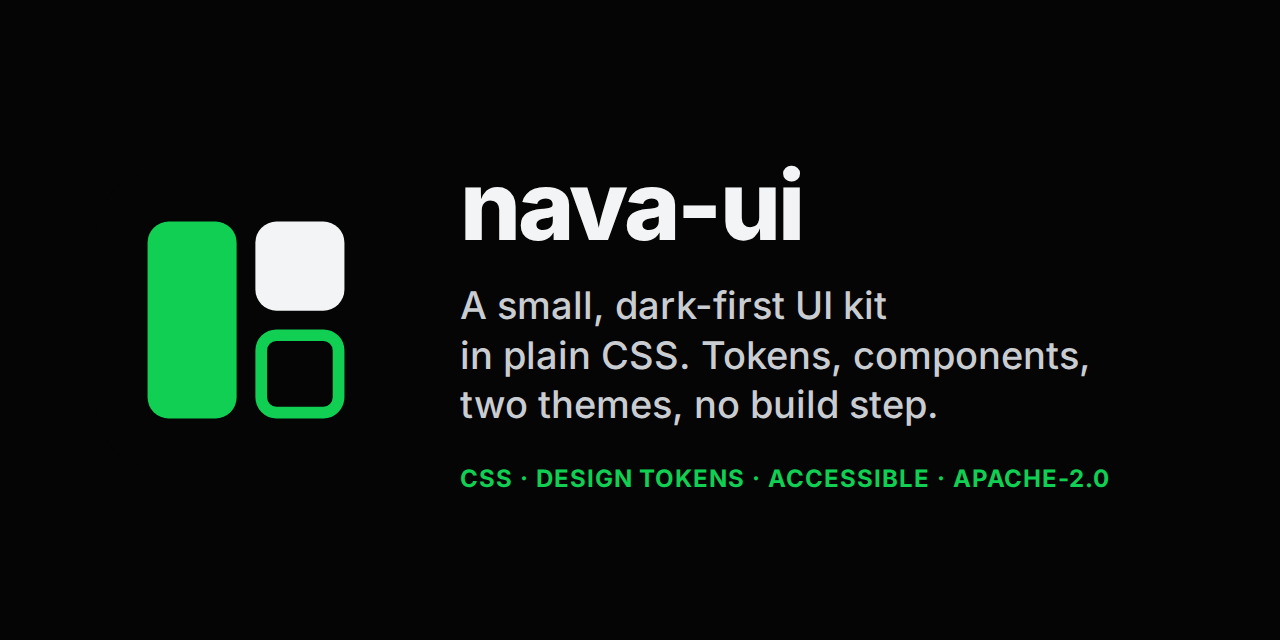 nava-ui
A small, dark-first UI kit
in plain CSS. Tokens, components,
two themes, no build step.
CSS · DESIGN TOKENS · ACCESSIBLE · APACHE-2.0